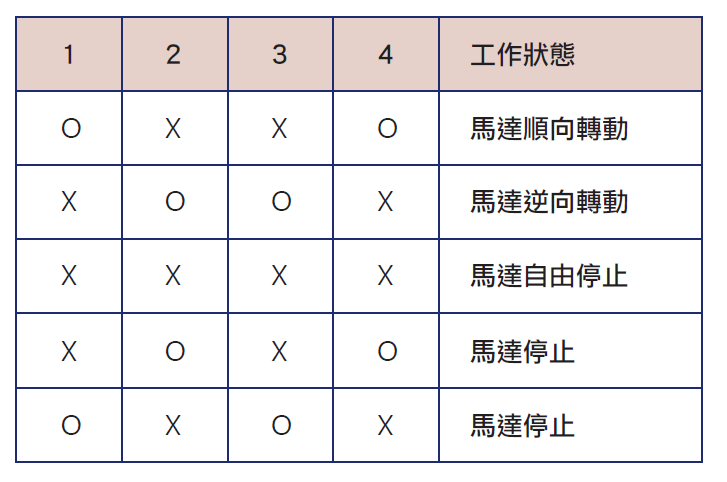 1 2 3 4 工作狀態
O X X O 馬達順向轉動
X O O X 馬達逆向轉動
X X X X 馬達自由停止
X O X O 馬達停止
O X O X 馬達停止